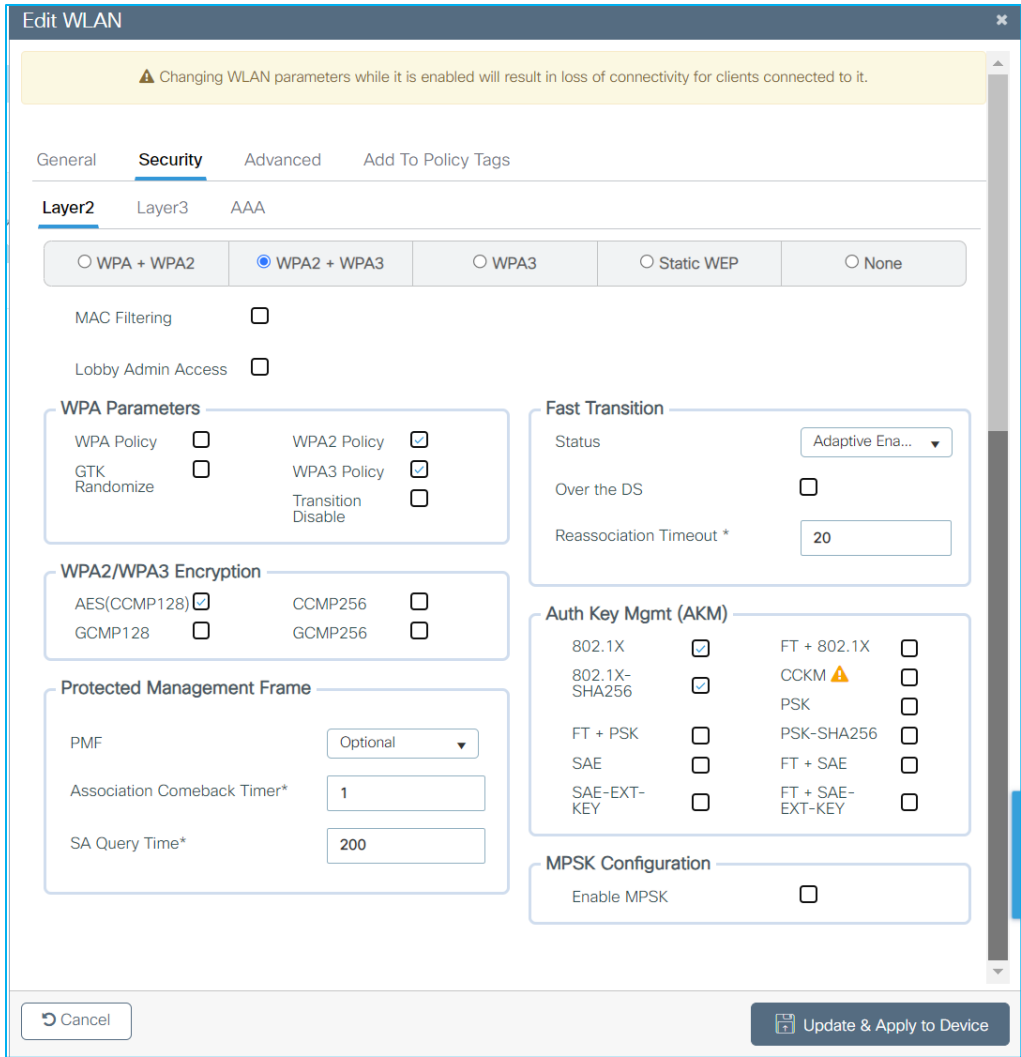 Edit WLAN
Changing WLAN parameters while it is enabled will result in loss of connectivity for clients connected to it.
General Security Advanced Add To Policy Tags
Layer2 Layer3 AAA
WPA + WPA2 WPA2 + WPA3 WPA3 Static WEP None
MAC Filtering
Lobby Admin Access
WPA Parameters
WPA Policy WPA2 Policy
GTK
Randomize
WPA3 Policy
Transition
Disable
WPA2/WPA3 Encryption
AES(CCMP128) CCMP256
GCMP128 GCMP256
Protected Management Frame
PMF Optional
Association Comeback Timer* 1
SA Query Time* 200
Fast Transition
Status Adaptive Ena...
Over the DS
Reassociation Timeout * 20
Auth Key Mgmt (AKM)
802.1X FT + 802.1X
802.1X-
SHA256
CCKM
PSK
FT + PSK PSK-SHA256
SAE FT + SAE
SAE-EXT-
KEY
FT + SAE-
EXT-KEY
MPSK Configuration
Enable MPSK
Cancel Update & Apply to Device